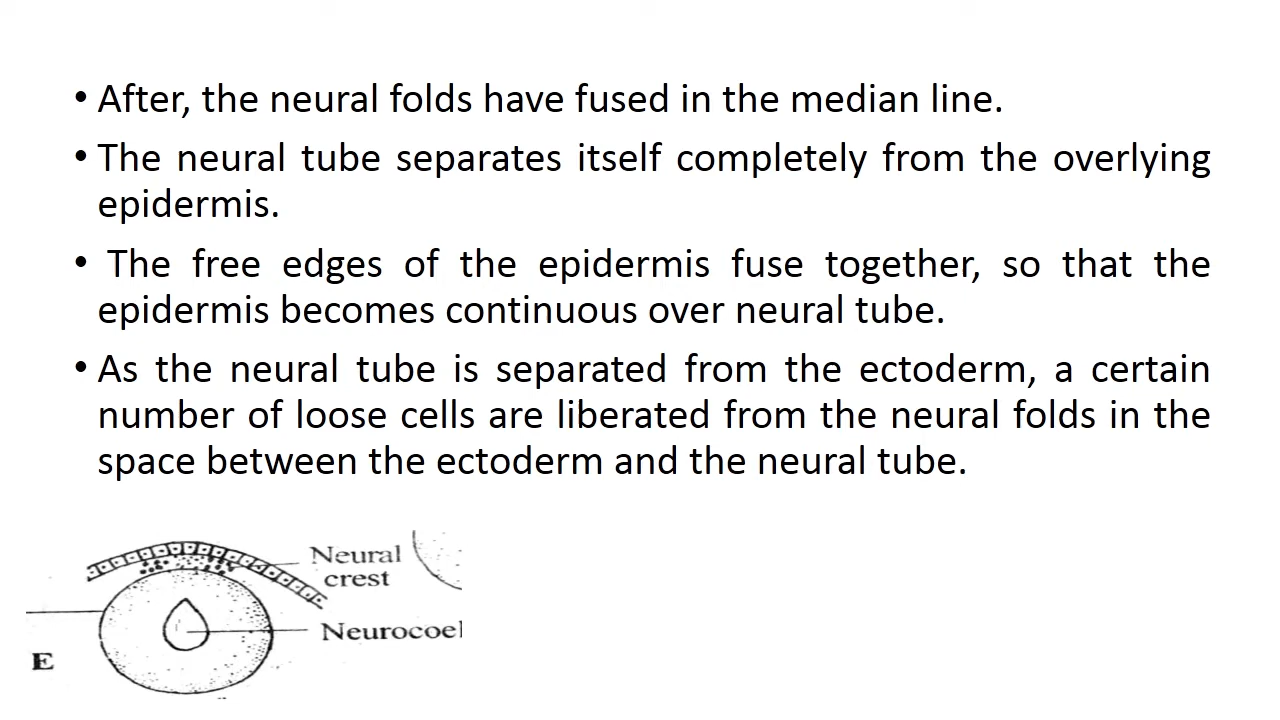 • After, the neural folds have fused in the median line.
• The neural tube separates itself completely from the overlying
epidermis.
• The free edges of the epidermis fuse together, so that the
epidermis becomes continuous over neural tube.
• As the neural tube is separated from the ectoderm, a certain
number of loose cells are liberated from the neural folds in the
space between the ectoderm and the neural tube.
Neural
crest
Neurocoel
E